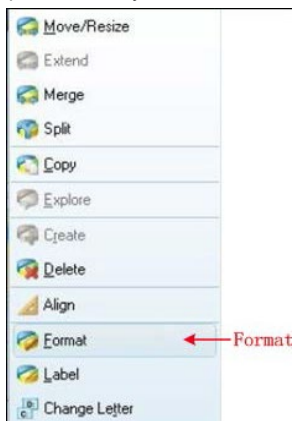 Move/Resize
Extend
Merge
Split
Copy
Explore
Create
Delete
Align
Format
Format
Label
Change Letter